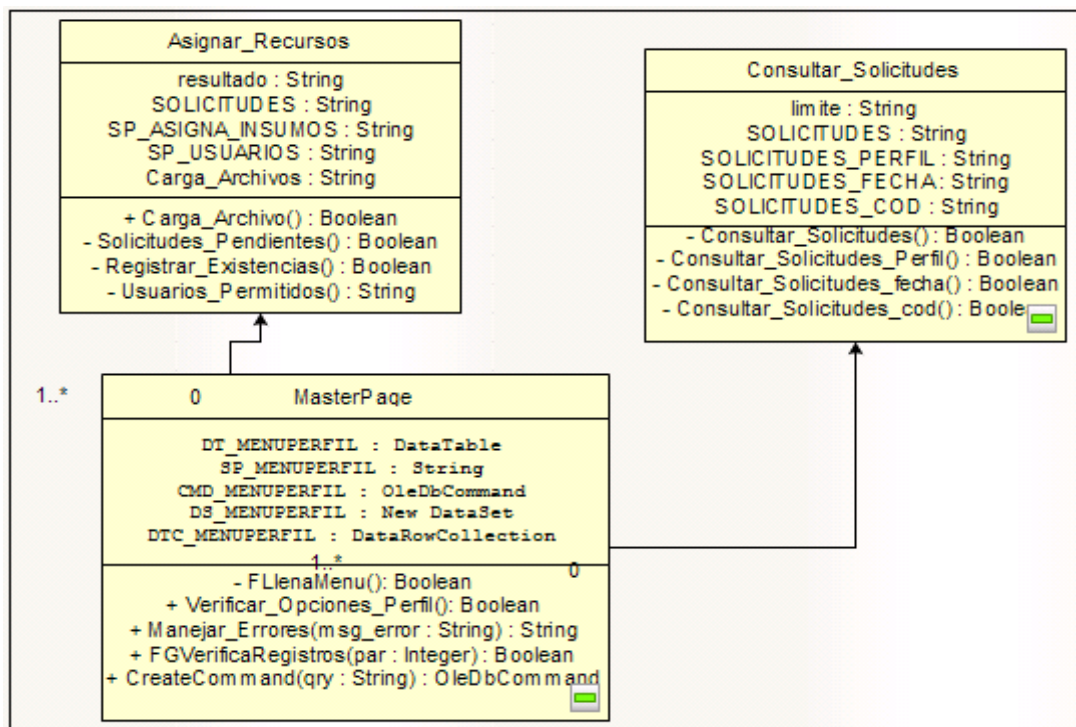 Asignar_Recursos
resultado : String
SOLICITUDES : String
SP_ASIGNA_INSUMOS : String
SP_USUARIOS : String
Carga_Archivos : String
+ Carga_Archivo() : Boolean
- Solicitudes_Pendientes() : Boolean
- Registrar_Existencias() : Boolean
- Usuarios_Permitidos() : String
Consultar_Solicitudes
limite : String
SOLICITUDES : String
SOLICITUDES_PERFIL : String
SOLICITUDES_FECHA: String
SOLICITUDES_COD : String
- Consultar_Solicitudes() : Boolean
- Consultar_Solicitudes_Perfil() : Boolean
- Consultar_Solicitudes_fecha() : Boolean
- Consultar_Solicitudes_cod() : Boole
1..*
0
MasterPage
DT_MENUPERFIL : DataTable
SP_MENUPERFIL : String
CMD_MENUPERFIL : OleDbCommand
DS_MENUPERFIL : New DataSet
DTC_MENUPERFIL : DataRowCollection
1..*
0
- FLlenaMenu(): Boolean
+ Verificar_Opciones_Perfil(): Boolean
+ Manejar_Errores(msg_error : String) : String
+ FGVerificaRegistros(par : Integer) : Boolean
+ CreateCommand(qry : String) : OleDbCommand